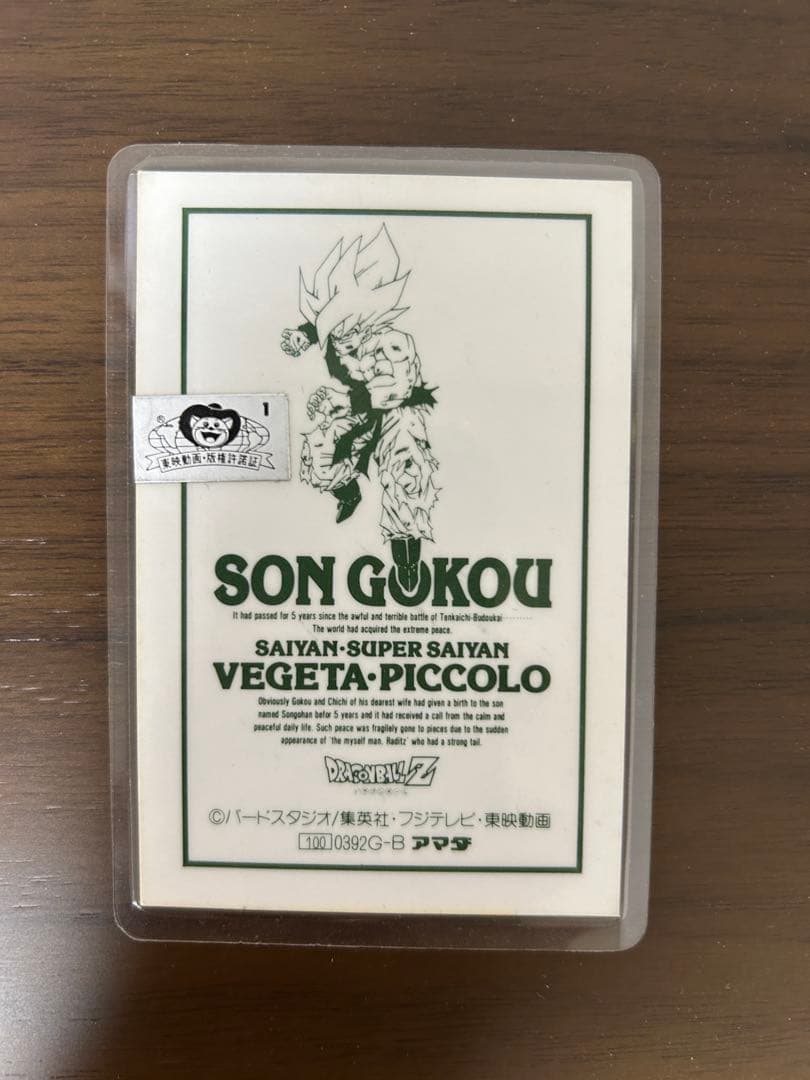 1
東映動画・版権許諾証
SON GOKOU
It had passed for 5 years since the awful and terrible battle of Tenkaichi-Budoukai·········
The world had acquired the extreme peace.
SAIYAN·SUPER SAIYAN
VEGETA·PICCOLO
Obviously Gokou and Chichi of his dearest wife had given a birth to the son
named Songohan befor 5 years and it had received a call from the calm and
peaceful daily life. Such peace was fragilely gone to pieces due to the sudden
appearance of 'the myself man, Raditz' who had a strong tail.
DRAGONBALL Z
©バードスタジオ/集英社・フジテレビ・東映動画
100 0392G-B アマダ